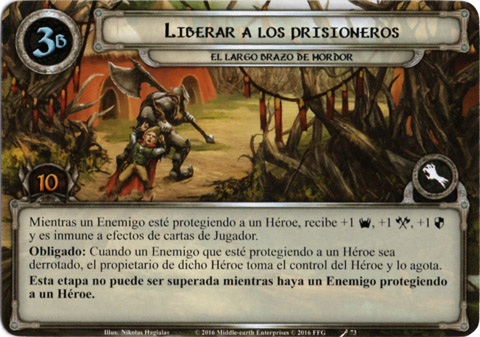 3B
LIBERAR A LOS PRISIONEROS
EL LARGO BRAZO DE MORDOR
10
Mientras un Enemigo esté protegiendo a un Héroe, recibe +1 , +1 , +1
y es inmune a efectos de cartas de Jugador.
Obligado: Cuando un Enemigo que esté protegiendo a un Héroe sea
derrotado, el propietario de dicho Héroe toma el control del Héroe y lo agota.
Esta etapa no puede ser superada mientras haya un Enemigo protegiendo
a un Héroe.
Illus. Nikolas Hagialas © 2016 Middle-earth Enterprises © 2016 FFG 73